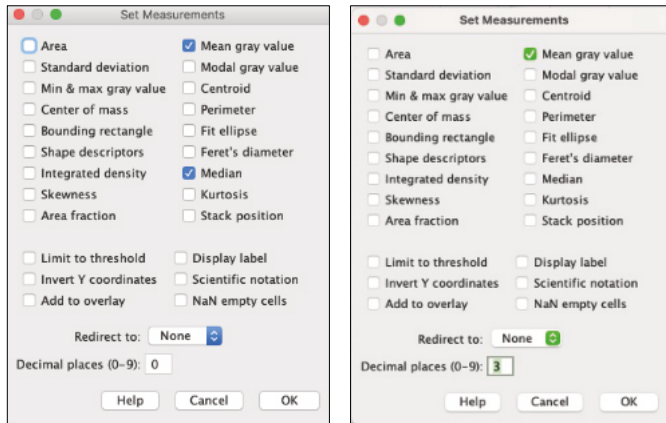 Set Measurements
Area Mean gray value
Standard deviation Modal gray value
Min & max gray value Centroid
Center of mass Perimeter
Bounding rectangle Fit ellipse
Shape descriptors Feret's diameter
Integrated density Median
Skewness Kurtosis
Area fraction Stack position
Limit to threshold Display label
Invert Y coordinates Scientific notation
Add to overlay NaN empty cells
Redirect to: None
Decimal places (0-9): 0
Help Cancel OK
Set Measurements
Area Mean gray value
Standard deviation Modal gray value
Min & max gray value Centroid
Center of mass Perimeter
Bounding rectangle Fit ellipse
Shape descriptors Feret's diameter
Integrated density Median
Skewness Kurtosis
Area fraction Stack position
Limit to threshold Display label
Invert Y coordinates Scientific notation
Add to overlay NaN empty cells
Redirect to: None
Decimal places (0-9): 3
Help Cancel OK